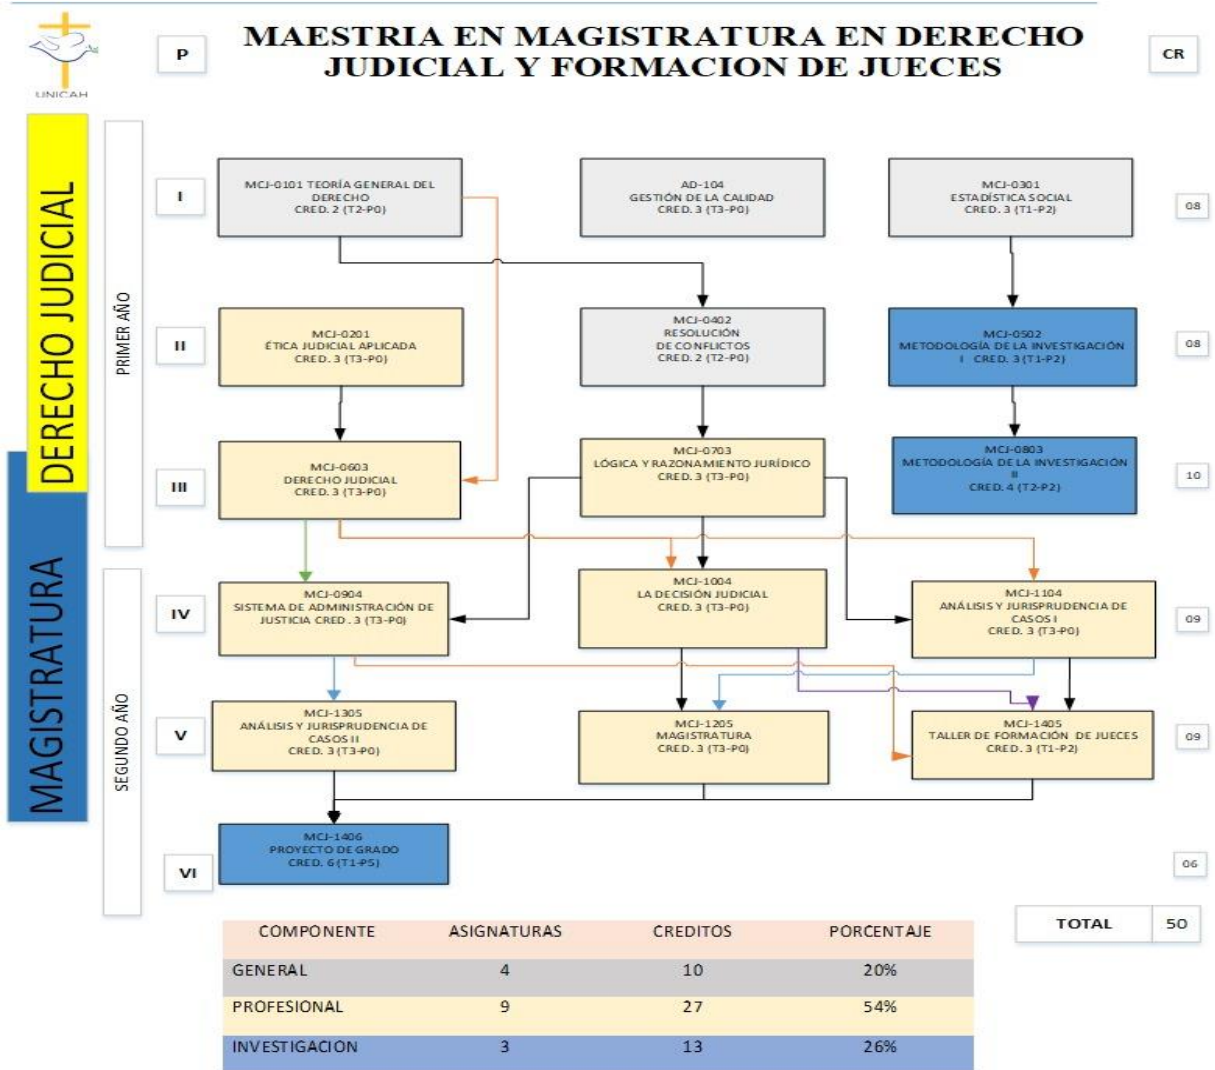 UNICAH
P
MAESTRIA EN MAGISTRATURA EN DERECHO
JUDICIAL Y FORMACION DE JUECES
CR
DERECHO JUDICIAL
MAGISTRATURA
PRIMER AÑO
SEGUNDO AÑO
I
MCJ-0101 TEORÍA GENERAL DEL
DERECHO
CRED. 2 (T2-P0)
AD-104
GESTIÓN DE LA CALIDAD
CRED. 3 (T3-P0)
MCJ-0301
ESTADÍSTICA SOCIAL
CRED. 3 (T1-P2)
08
II
MCJ-0201
ÉTICA JUDICIAL APLICADA
CRED. 3 (T3-P0)
MCJ-0402
RESOLUCIÓN
DE CONFLICTOS
CRED. 2 (T2-P0)
MCJ-0502
METODOLOGÍA DE LA INVESTIGACIÓN
I CRED. 3 (T1-P2)
08
III
MCJ-0603
DERECHO JUDICIAL
CRED. 3 (T3-P0)
MCJ-0703
LÓGICA Y RAZONAMIENTO JURÍDICO
CRED. 3 (T3-P0)
MCJ-0803
METODOLOGÍA DE LA INVESTIGACIÓN
II
CRED. 4 (T2-P2)
10
IV
MCJ-0904
SISTEMA DE ADMINISTRACIÓN DE
JUSTICIA CRED. 3 (T3-P0)
MCJ-1004
LA DECISIÓN JUDICIAL
CRED. 3 (T3-P0)
MCJ-1104
ANÁLISIS Y JURISPRUDENCIA DE
CASOS I
CRED. 3 (T3-P0)
09
V
MCJ-1305
ANÁLISIS Y JURISPRUDENCIA DE
CASOS II
CRED. 3 (T3-P0)
MCJ-1205
MAGISTRATURA
CRED. 3 (T3-P0)
MCJ-1405
TALLER DE FORMACIÓN DE JUECES
CRED. 3 (T1-P2)
09
VI
MCJ-1406
PROYECTO DE GRADO
CRED. 6 (T1-P5)
06
TOTAL 50
COMPONENTE ASIGNATURAS CREDITOS PORCENTAJE
GENERAL 4 10 20%
PROFESIONAL 9 27 54%
INVESTIGACION 3 13 26%